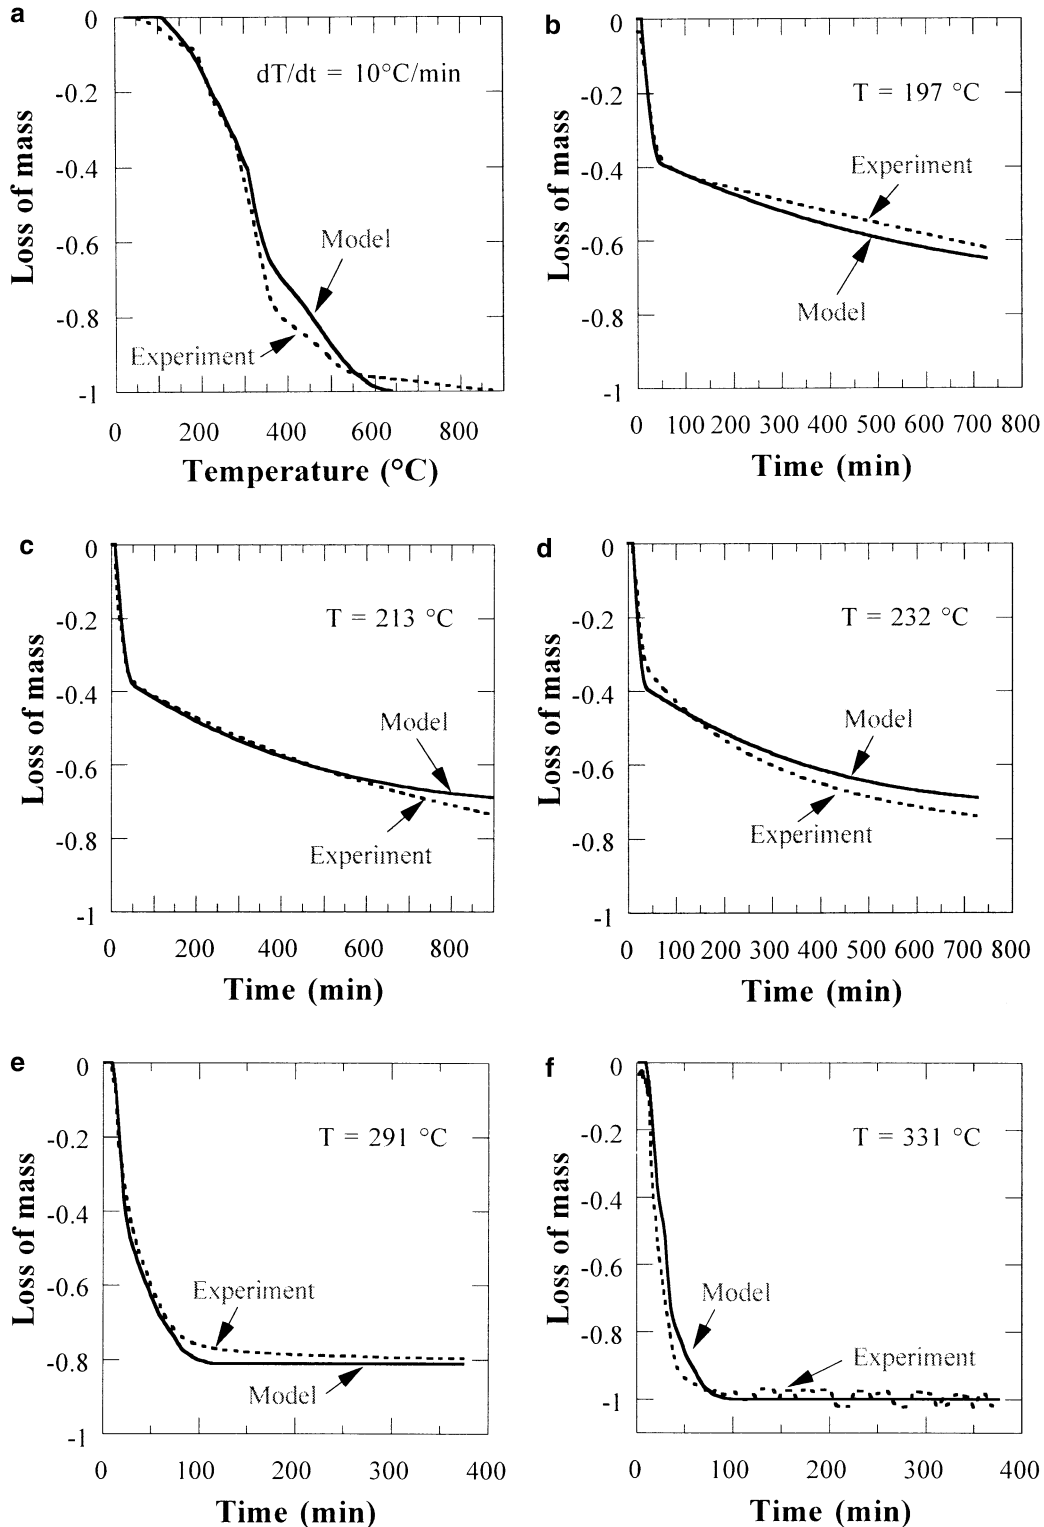 a
dT/dt = 10°C/min
Loss of mass
0
-0.2
-0.4
-0.6
-0.8
-1
Model
Experiment
0 200 400 600 800
Temperature (°C)
b
T = 197 °C
Loss of mass
0
-0.2
-0.4
-0.6
-0.8
-1
Experiment
Model
0 100 200 300 400 500 600 700 800
Time (min)
c
T = 213 °C
Loss of mass
0
-0.2
-0.4
-0.6
-0.8
-1
Model
Experiment
0 200 400 600 800
Time (min)
d
T = 232 °C
Loss of mass
0
-0.2
-0.4
-0.6
-0.8
-1
Model
Experiment
0 100 200 300 400 500 600 700 800
Time (min)
e
T = 291 °C
Loss of mass
0
-0.2
-0.4
-0.6
-0.8
-1
Experiment
Model
0 100 200 300 400
Time (min)
f
T = 331 °C
Loss of mass
0
-0.2
-0.4
-0.6
-0.8
-1
Model
Experiment
0 100 200 300 400
Time (min)